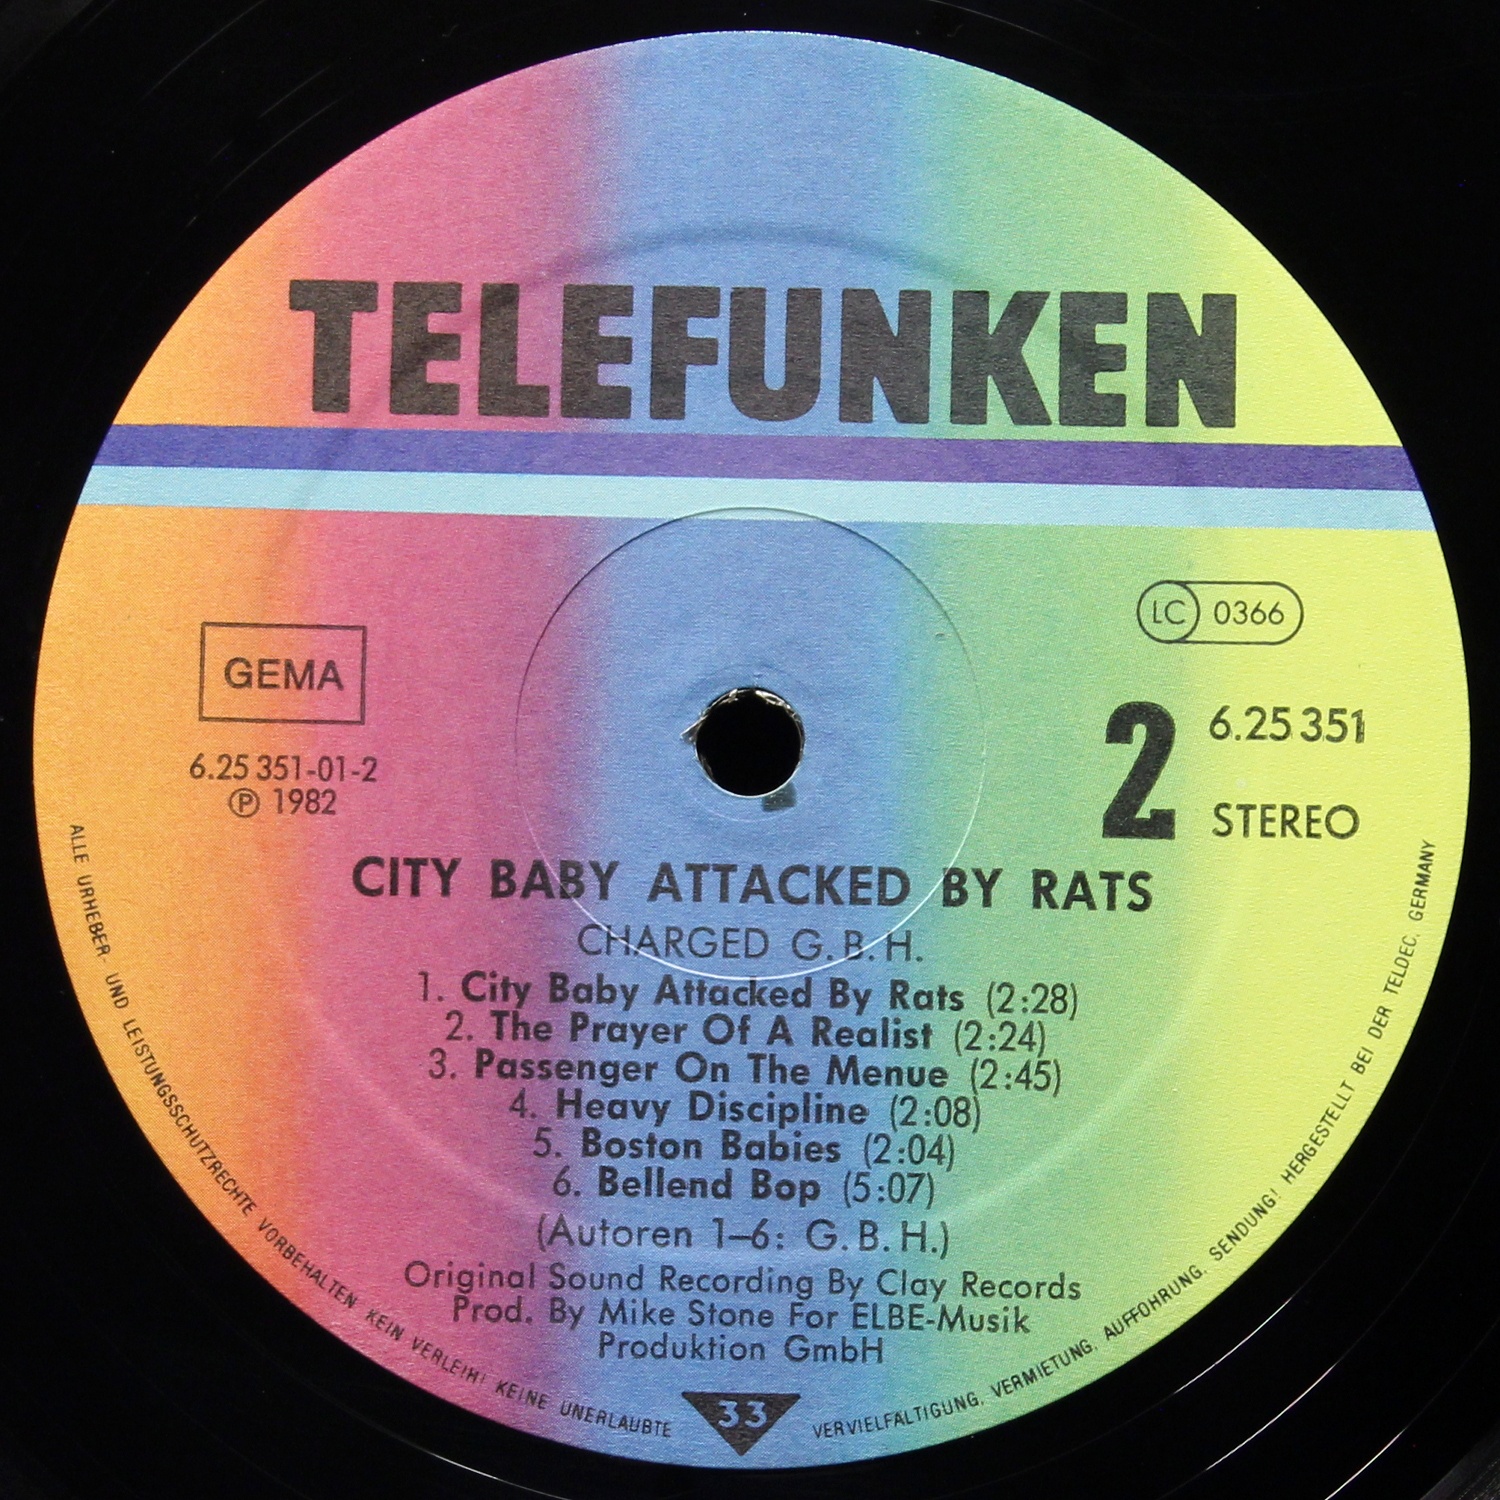 TELEFUNKEN
LC 0366
GEMA
2
6.25 351
6.25 351-01-2
℗ 1982
STEREO
CITY BABY ATTACKED BY RATS
CHARGED G.B.H.
1. City Baby Attacked By Rats (2:28)
2. The Prayer Of A Realist (2:24)
3. Passenger On The Menue (2:45)
4. Heavy Discipline (2:08)
5. Boston Babies (2:04)
6. Bellend Bop (5:07)
(Autoren 1–6: G.B.H.)
Original Sound Recording By Clay Records
Prod. By Mike Stone For ELBE-Musik
Produktion GmbH
33
ALLE URHEBER- UND LEISTUNGSSCHUTZRECHTE VORBEHALTEN KEIN VERLEIH! KEINE UNERLAUBTE VERVIELFÄLTIGUNG, VERMIETUNG, AUFFÜHRUNG, SENDUNG! HERGESTELLT BEI DER TELDEC, GERMANY